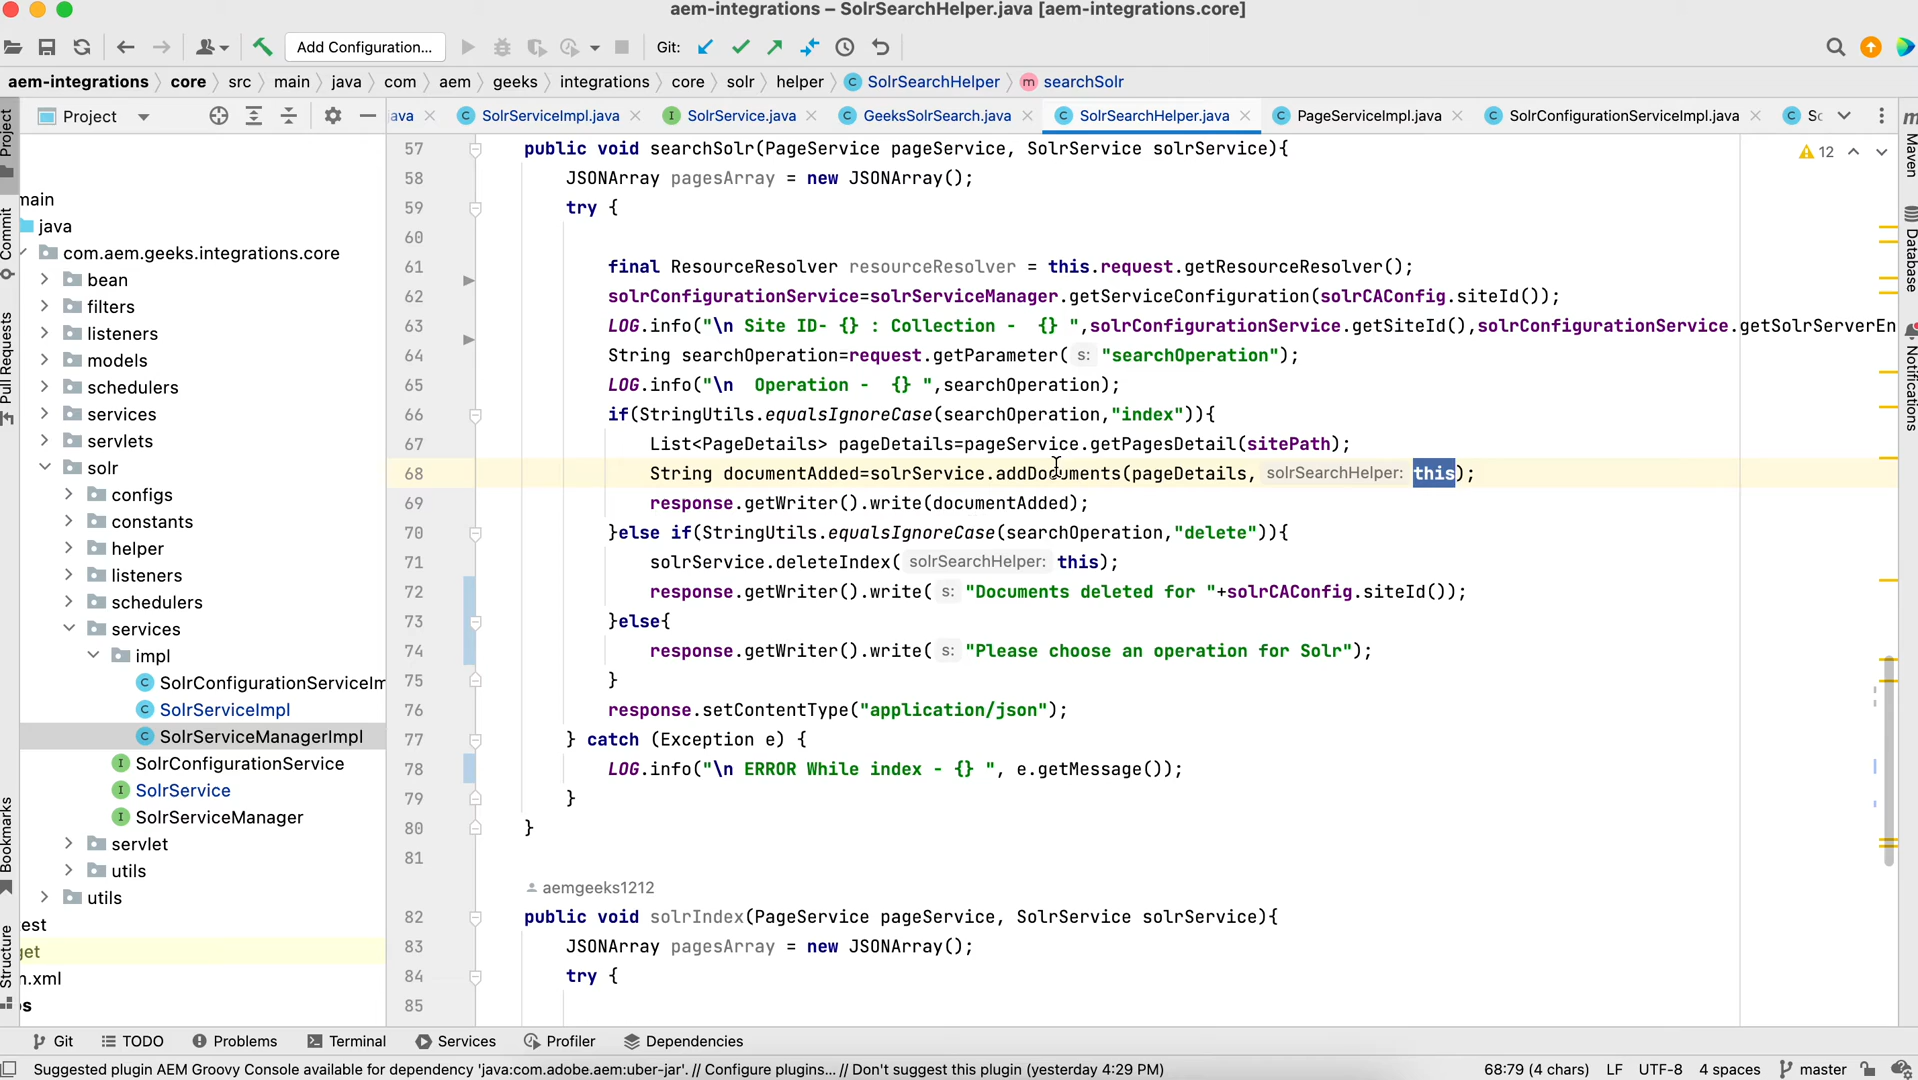 aem-integrations – SolrSearchHelper.java [aem-integrations.core]
Add Configuration...
Git:
aem-integrations › core › src › main › java › com › aem › geeks › integrations › core › solr › helper › SolrSearchHelper › searchSolr
Project
ava
SolrServiceImpl.java
SolrService.java
GeeksSolrSearch.java
SolrSearchHelper.java
PageServiceImpl.java
SolrConfigurationServiceImpl.java
Project
Commit
Pull Requests
Bookmarks
Structure
main
java
com.aem.geeks.integrations.core
bean
filters
listeners
models
schedulers
services
servlets
solr
configs
constants
helper
listeners
schedulers
services
impl
SolrConfigurationServiceIm
SolrServiceImpl
SolrServiceManagerImpl
SolrConfigurationService
SolrService
SolrServiceManager
servlet
utils
utils
est
get
n.xml
os
12
57 public void searchSolr(PageService pageService, SolrService solrService){
58 JSONArray pagesArray = new JSONArray();
59 try {
60
61 final ResourceResolver resourceResolver = this.request.getResourceResolver();
62 solrConfigurationService=solrServiceManager.getServiceConfiguration(solrCAConfig.siteId());
63 LOG.info("\n Site ID- {} : Collection -  {} ",solrConfigurationService.getSiteId(),solrConfigurationService.getSolrServerEn
64 String searchOperation=request.getParameter( s: "searchOperation");
65 LOG.info("\n  Operation -  {} ",searchOperation);
66 if(StringUtils.equalsIgnoreCase(searchOperation,"index")){
67 List<PageDetails> pageDetails=pageService.getPagesDetail(sitePath);
68 String documentAdded=solrService.addDocuments(pageDetails, solrSearchHelper: this);
69 response.getWriter().write(documentAdded);
70 }else if(StringUtils.equalsIgnoreCase(searchOperation,"delete")){
71 solrService.deleteIndex( solrSearchHelper: this);
72 response.getWriter().write( s: "Documents deleted for "+solrCAConfig.siteId());
73 }else{
74 response.getWriter().write( s: "Please choose an operation for Solr");
75 }
76 response.setContentType("application/json");
77 } catch (Exception e) {
78 LOG.info("\n ERROR While index - {} ", e.getMessage());
79 }
80 }
81
aemgeeks1212
82 public void solrIndex(PageService pageService, SolrService solrService){
83 JSONArray pagesArray = new JSONArray();
84 try {
85
m
Maven
Database
Notifications
Git
TODO
Problems
Terminal
Services
Profiler
Dependencies
Suggested plugin AEM Groovy Console available for dependency 'java:com.adobe.aem:uber-jar'. // Configure plugins... // Don't suggest this plugin (yesterday 4:29 PM)
68:79 (4 chars) LF UTF-8 4 spaces master